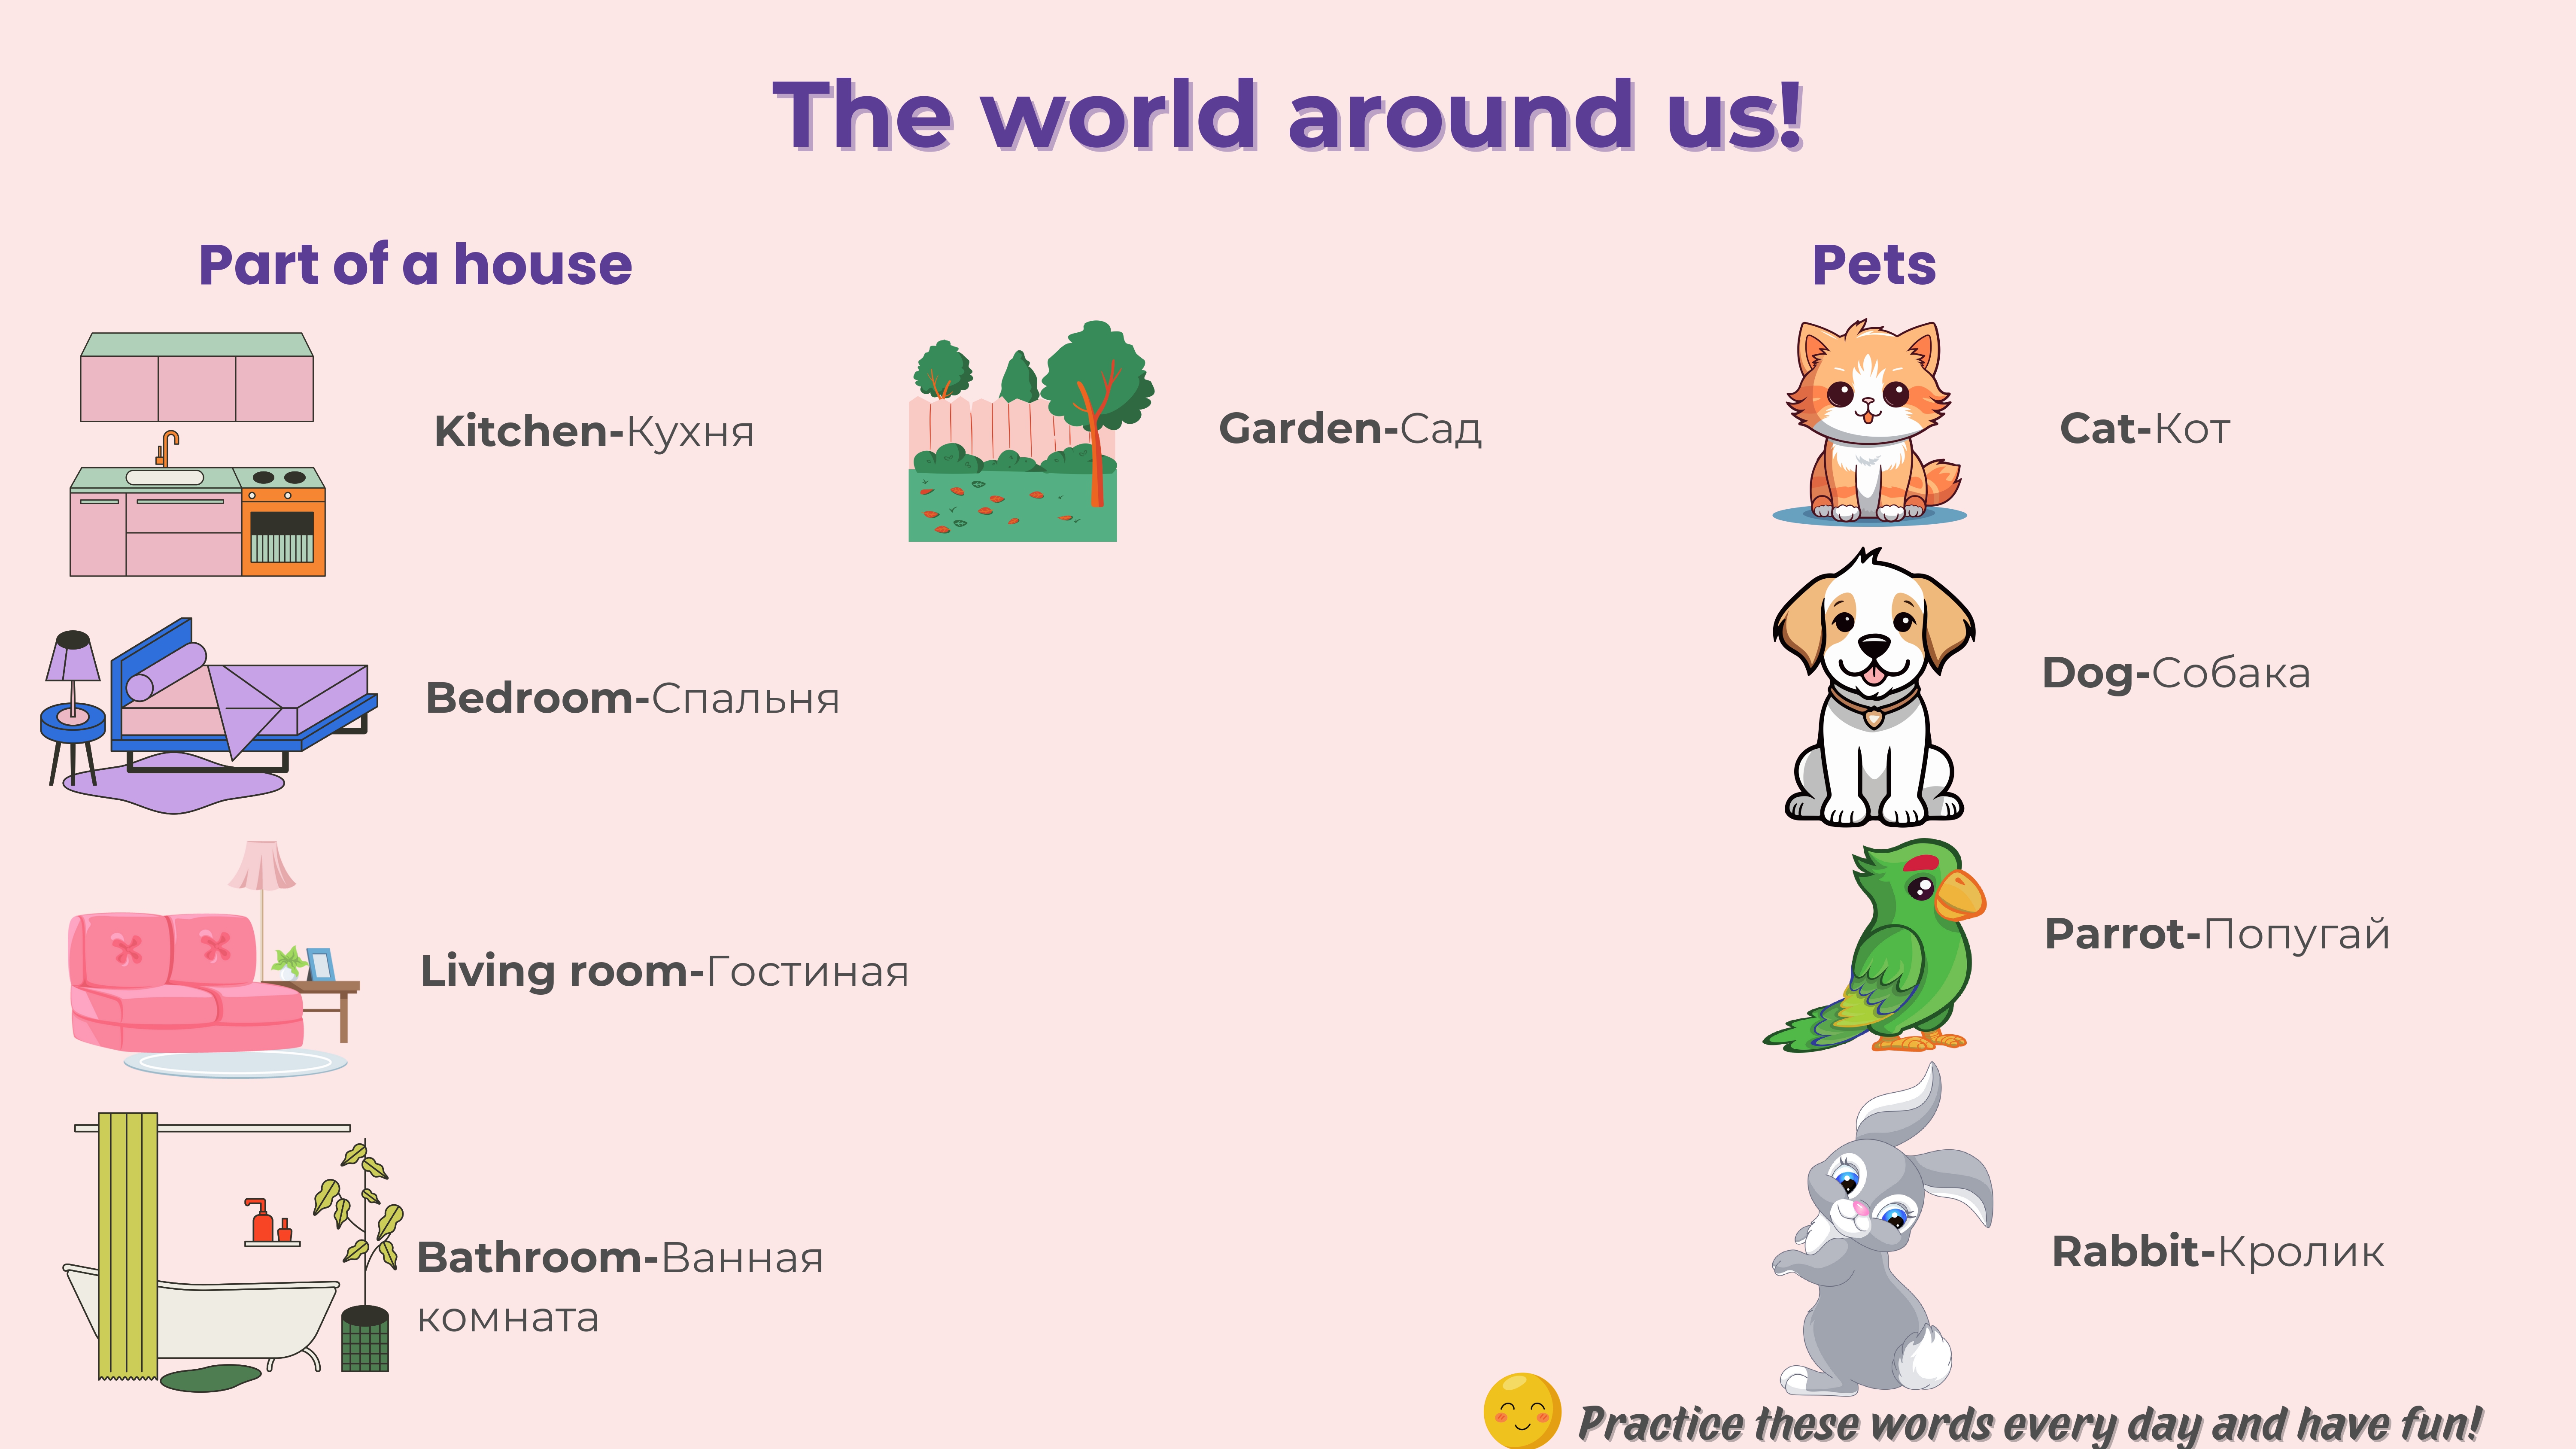 The world around us!
Part of a house
Kitchen-Кухня
Bedroom-Спальня
Living room-Гостиная
Bathroom-Ванная
комната
Garden-Сад
Pets
Cat-Кот
Dog-Собака
Parrot-Попугай
Rabbit-Кролик
Practice these words every day and have fun!